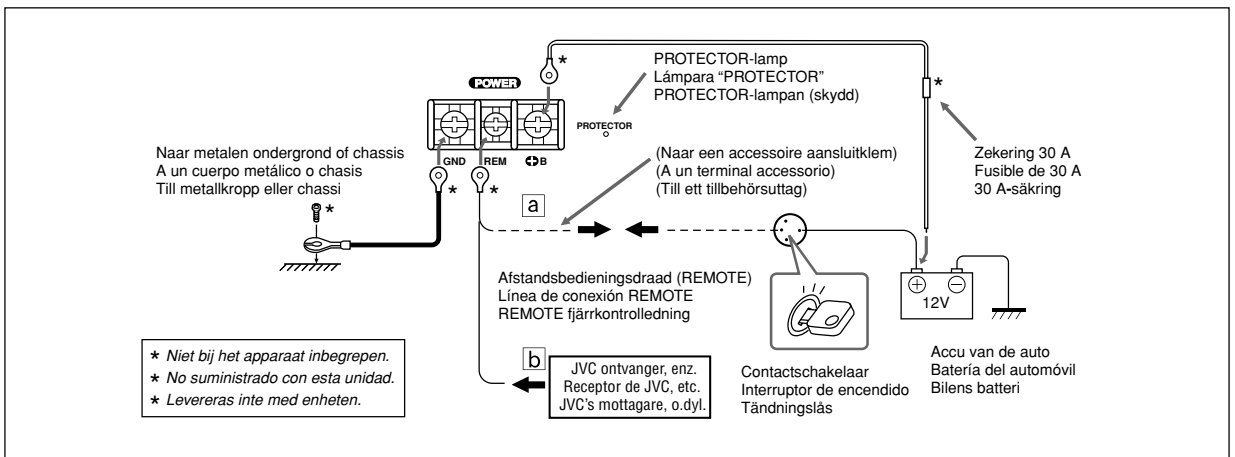 POWER
*
PROTECTOR-lamp
Lámpara “PROTECTOR”
PROTECTOR-lampan (skydd)
*
PROTECTOR
GND
REM
B
Naar metalen ondergrond of chassis
A un cuerpo metálico o chasis
Till metallkropp eller chassi
*
*
*
(Naar een accessoire aansluitklem)
(A un terminal accessorio)
(Till ett tillbehörsuttag)
Zekering 30 A
Fusible de 30 A
30 A-säkring
a
Afstandsbedieningsdraad (REMOTE)
Línea de conexión REMOTE
REMOTE fjärrkontrolledning
+ −
12V
* Niet bij het apparaat inbegrepen.
* No suministrado con esta unidad.
* Levereras inte med enheten.
b
JVC ontvanger, enz.
Receptor de JVC, etc.
JVC’s mottagare, o.dyl.
Contactschakelaar
Interruptor de encendido
Tändningslås
Accu van de auto
Batería del automóvil
Bilens batteri